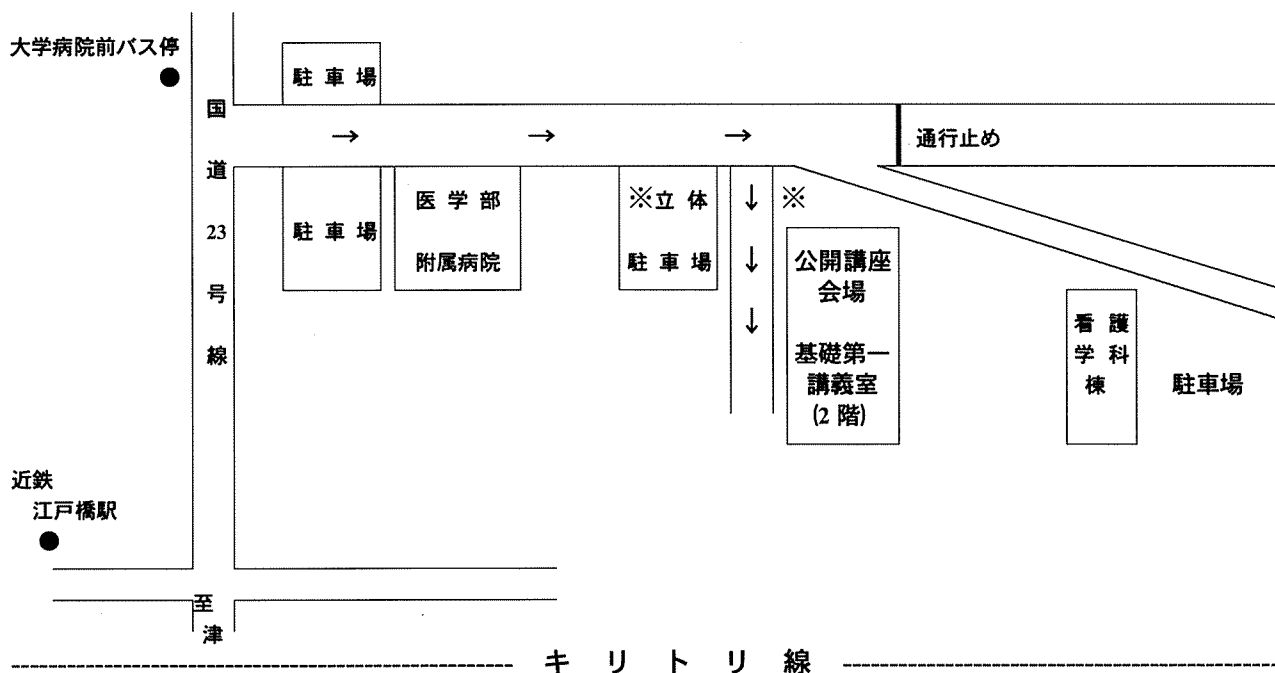 大学病院前バス停
●
駐車場
国道23号線
→ → →
通行止め
駐車場
医学部
附属病院
※立体
駐車場
↓ ※
↓
↓
公開講座
会場
基礎第一
講義室
(2 階)
看護
学科
棟
駐車場
近鉄
江戸橋駅
●
至津
キリトリ線